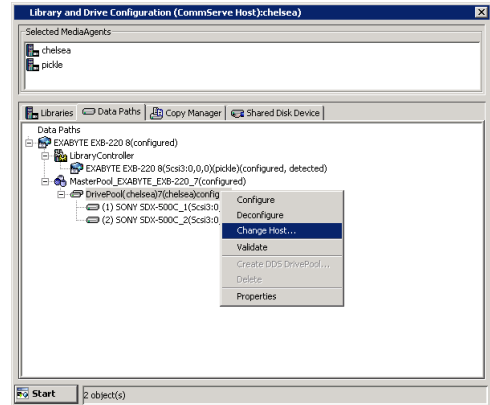 Library and Drive Configuration (CommServe Host):chelsea)
Selected MediaAgents
chelsea
pickle
Libraries
Data Paths
Copy Manager
Shared Disk Device
Data Paths
EXABYTE EXB-220 8(configured)
LibraryController
EXABYTE EXB-220 8(Scsi3:0,0,0)(pickle)(configured, detected)
MasterPool_EXABYTE_EXB-220_7(configured)
DrivePool(chelsea)7(chelsea)config
(1) SONY SDX-500C_1(Scsi3:0
(2) SONY SDX-500C_2(Scsi3:0
Configure
Deconfigure
Change Host...
Validate
Create DDS DrivePool...
Delete
Properties
Start
2 object(s)